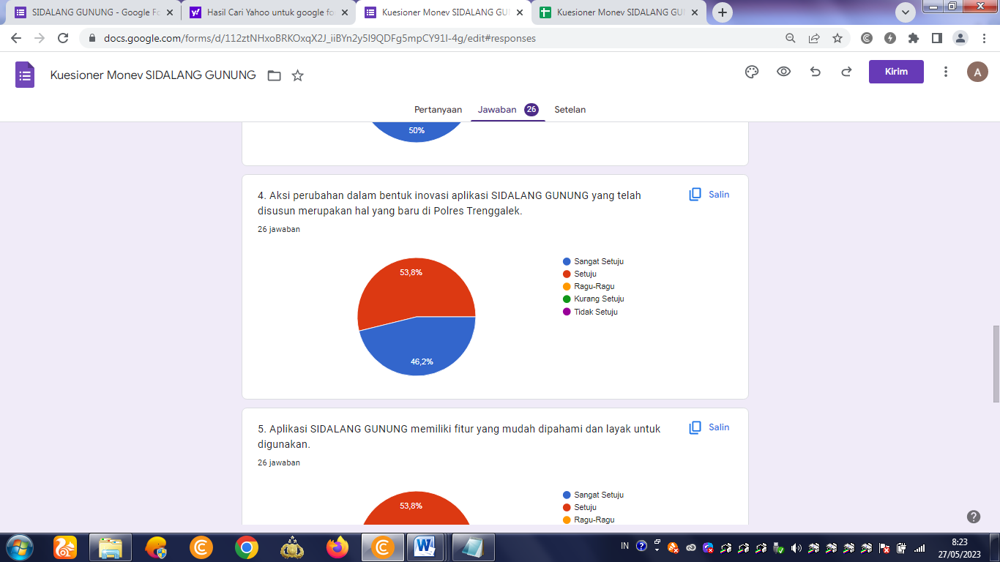 SIDALANG GUNUNG - Google Fo
Hasil Cari Yahoo untuk google fo
Kuesioner Monev SIDALANG GU
Kuesioner Monev SIDALANG GU
docs.google.com/forms/d/112ztNHxoBRKOxqX2J_iiBYn2y5l9QDFg5mpCY91I-4g/edit#responses
Kuesioner Monev SIDALANG GUNUNG
Kirim
A
Pertanyaan
Jawaban 26
Setelan
50%
4. Aksi perubahan dalam bentuk inovasi aplikasi SIDALANG GUNUNG yang telah
disusun merupakan hal yang baru di Polres Trenggalek.
Salin
26 jawaban
53,8%
46,2%
Sangat Setuju
Setuju
Ragu-Ragu
Kurang Setuju
Tidak Setuju
5. Aplikasi SIDALANG GUNUNG memiliki fitur yang mudah dipahami dan layak untuk
digunakan.
Salin
26 jawaban
53,8%
Sangat Setuju
Setuju
Ragu-Ragu
IN
8:23
27/05/2023